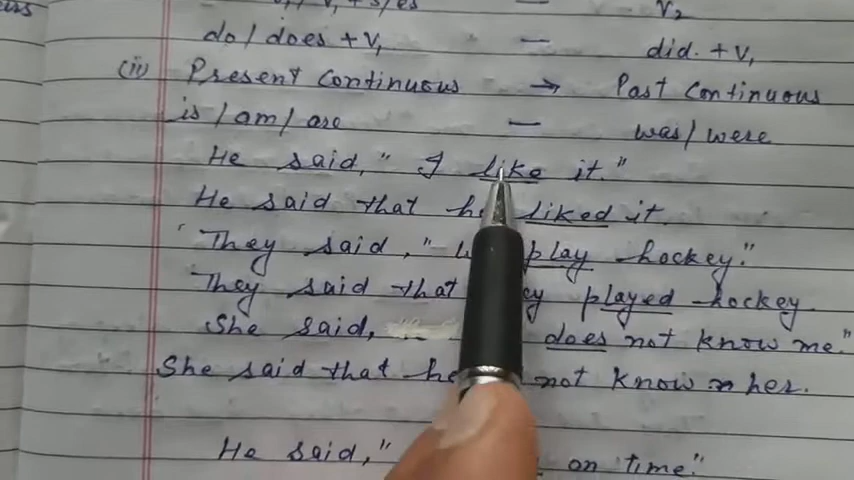 V2
do/does + V1 — did. + V1
(ii) Present Continuous → Past Continuous
is/am/are — was/were
He said, "I like it."
He said that he liked it
They said, " play hockey."
They said that played hockey
She said, does not know me."
She said that he not know her.
He said, " on time."